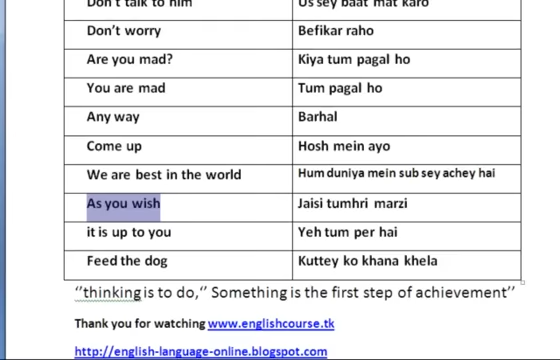 Don't talk to him Us sey baat mat karo
Don't worry Befikar raho
Are you mad? Kiya tum pagal ho
You are mad Tum pagal ho
Any way Barhal
Come up Hosh mein ayo
We are best in the world Hum duniya mein sub sey achey hai
As you wish Jaisi tumhri marzi
it is up to you Yeh tum per hai
Feed the dog Kuttey ko khana khela
‘’thinking is to do,‘’ Something is the first step of achievement’’
Thank you for watching www.englishcourse.tk
http://english-language-online.blogspot.com